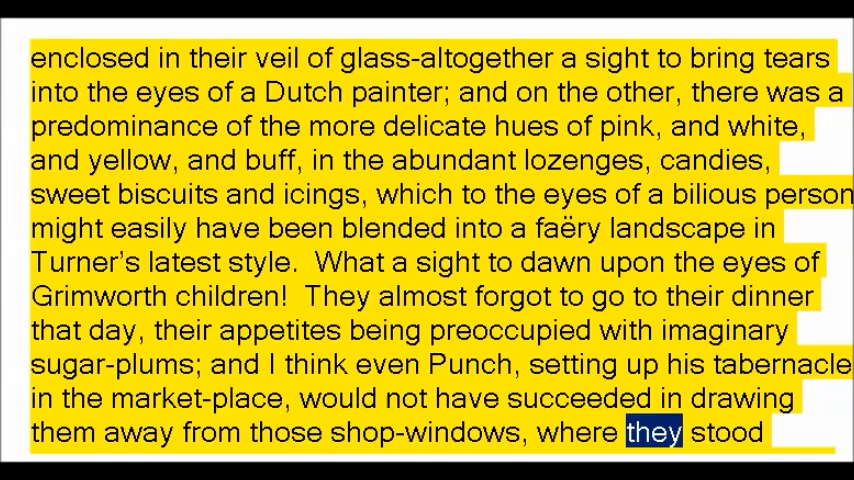 enclosed in their veil of glass-altogether a sight to bring tears
into the eyes of a Dutch painter; and on the other, there was a
predominance of the more delicate hues of pink, and white,
and yellow, and buff, in the abundant lozenges, candies,
sweet biscuits and icings, which to the eyes of a bilious person
might easily have been blended into a faëry landscape in
Turner’s latest style.  What a sight to dawn upon the eyes of
Grimworth children!  They almost forgot to go to their dinner
that day, their appetites being preoccupied with imaginary
sugar-plums; and I think even Punch, setting up his tabernacle
in the market-place, would not have succeeded in drawing
them away from those shop-windows, where they stood